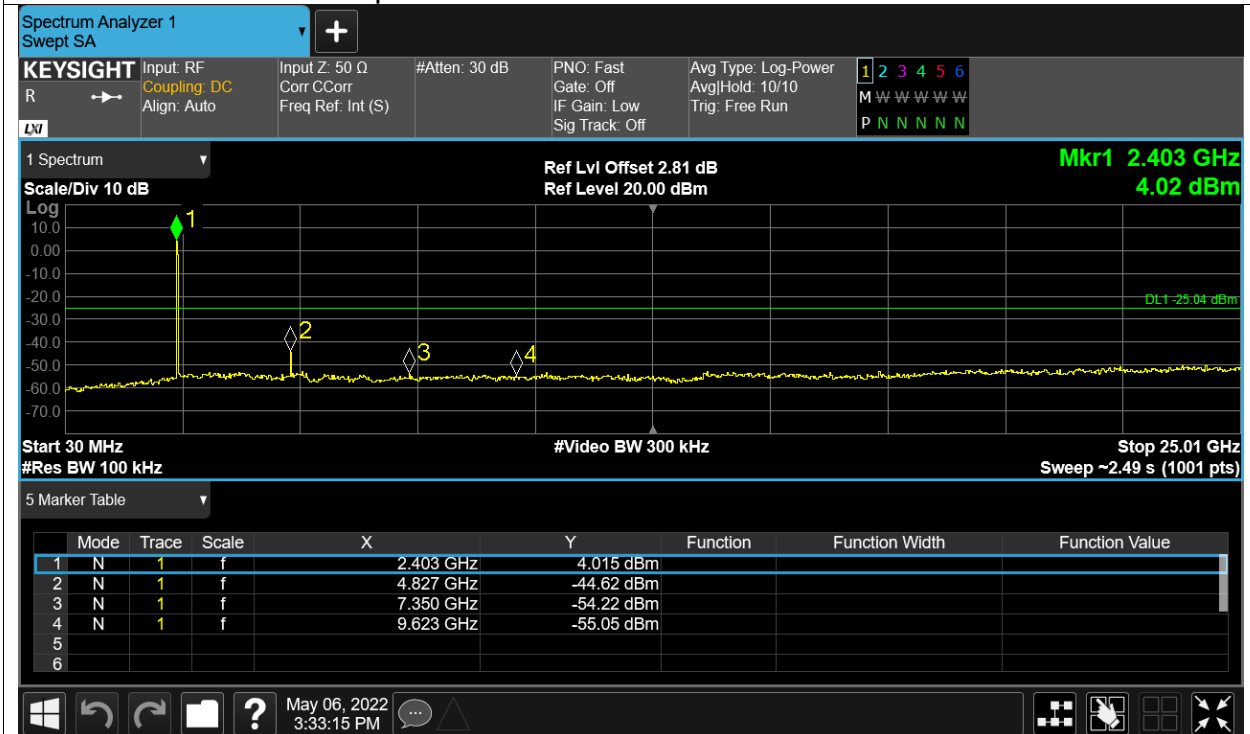 Spectrum Analyzer 1
Swept SA
+
KEYSIGHT Input: RF Input Z: 50 Ω #Atten: 30 dB PNO: Fast Avg Type: Log-Power 1 2 3 4 5 6
R Coupling: DC Corr CCorr Gate: Off Avg|Hold: 10/10 M W W W W W W
Align: Auto Freq Ref: Int (S) IF Gain: Low Trig: Free Run
LXI Sig Track: Off P N N N N N N
1 Spectrum Ref Lvl Offset 2.81 dB Mkr1 2.403 GHz
Scale/Div 10 dB Ref Level 20.00 dBm 4.02 dBm
Log
1
10.0
0.00
-10.0
-20.0 DL1 -25.04 dBm
-30.0
2
-40.0
3 4
-50.0
-60.0
-70.0
Start 30 MHz #Video BW 300 kHz Stop 25.01 GHz
#Res BW 100 kHz Sweep ~2.49 s (1001 pts)
5 Marker Table
Mode Trace Scale X Y Function Function Width Function Value
1 N 1 f 2.403 GHz 4.015 dBm
2 N 1 f 4.827 GHz -44.62 dBm
3 N 1 f 7.350 GHz -54.22 dBm
4 N 1 f 9.623 GHz -55.05 dBm
5
6
? May 06, 2022
3:33:15 PM